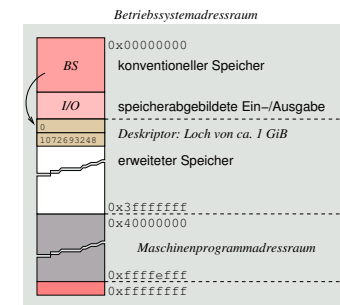 Betriebssystemadressraum
0x00000000
BS konventioneller Speicher
I/O speicherabgebildete Ein−/Ausgabe
0
Deskriptor: Loch von ca. 1 GiB
1072693248
erweiteter Speicher
0x3fffffff
0x40000000
Maschinenprogrammadressraum
0xffffefff
0xffffffff